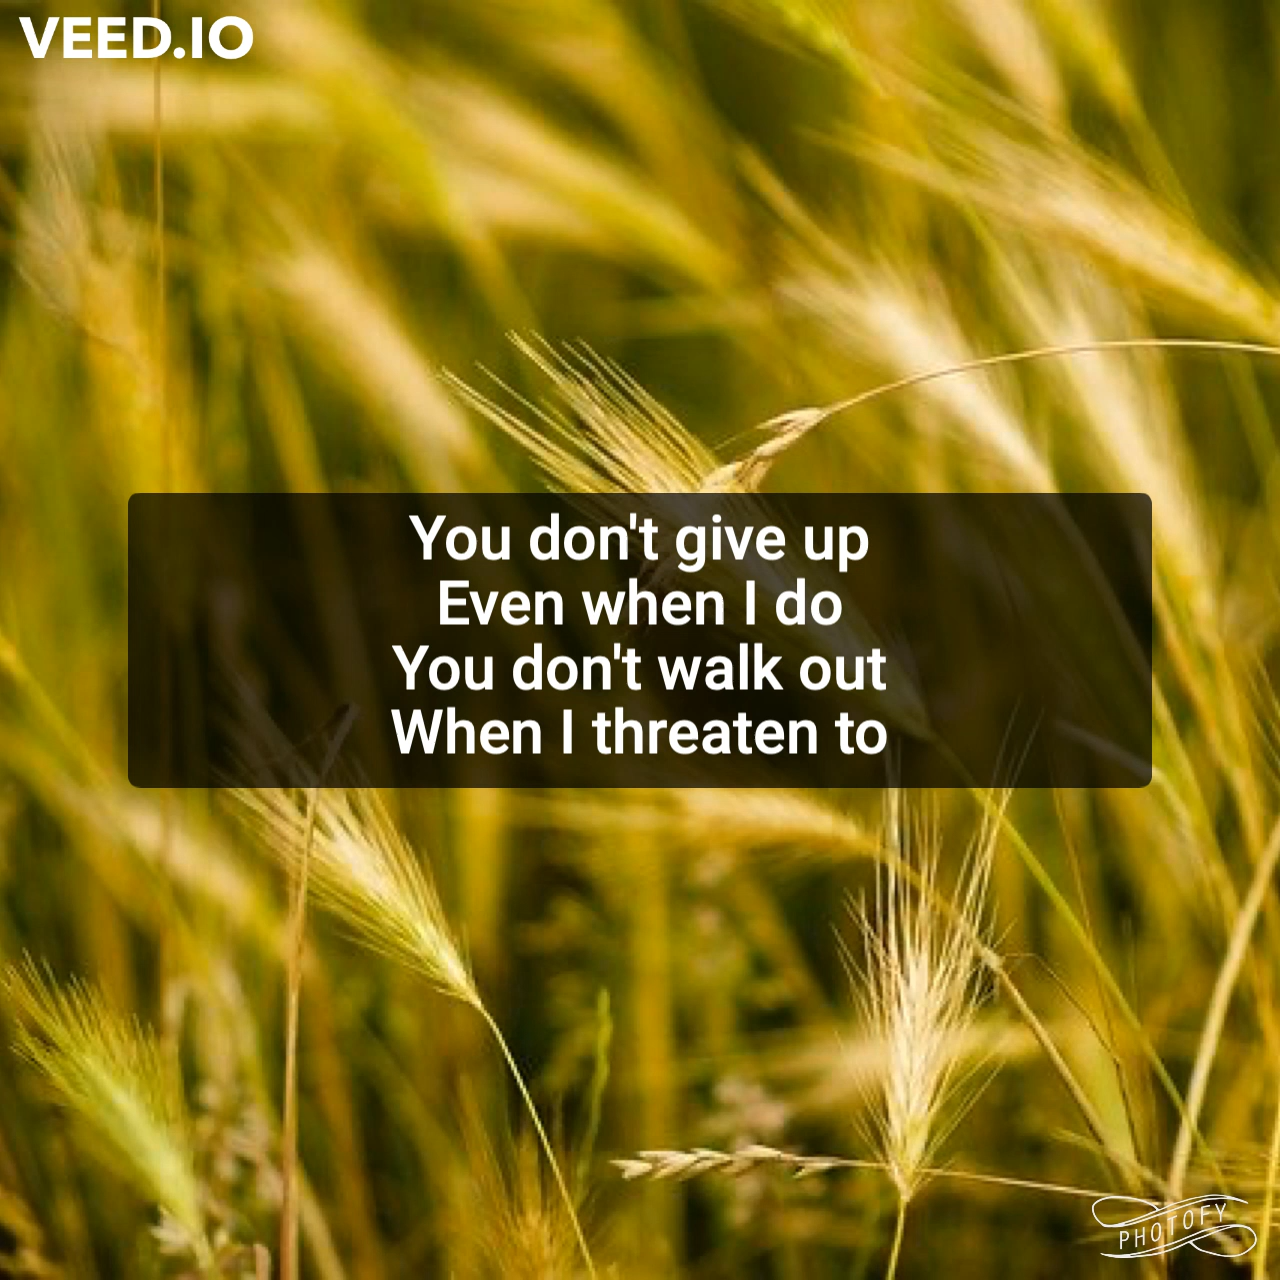 VEED.IO
You don't give up
Even when I do
You don't walk out
When I threaten to
PHOTOFY